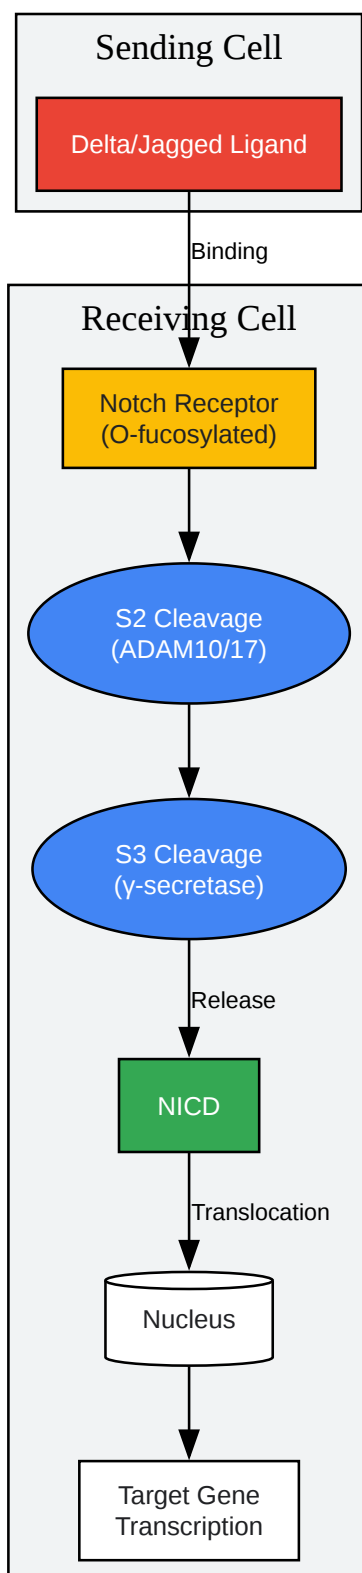 Sending Cell
Delta/Jagged Ligand
Binding
Receiving Cell
Notch Receptor
(O-fucosylated)
S2 Cleavage
(ADAM10/17)
S3 Cleavage
(γ-secretase)
Release
NICD
Translocation
Nucleus
Target Gene
Transcription